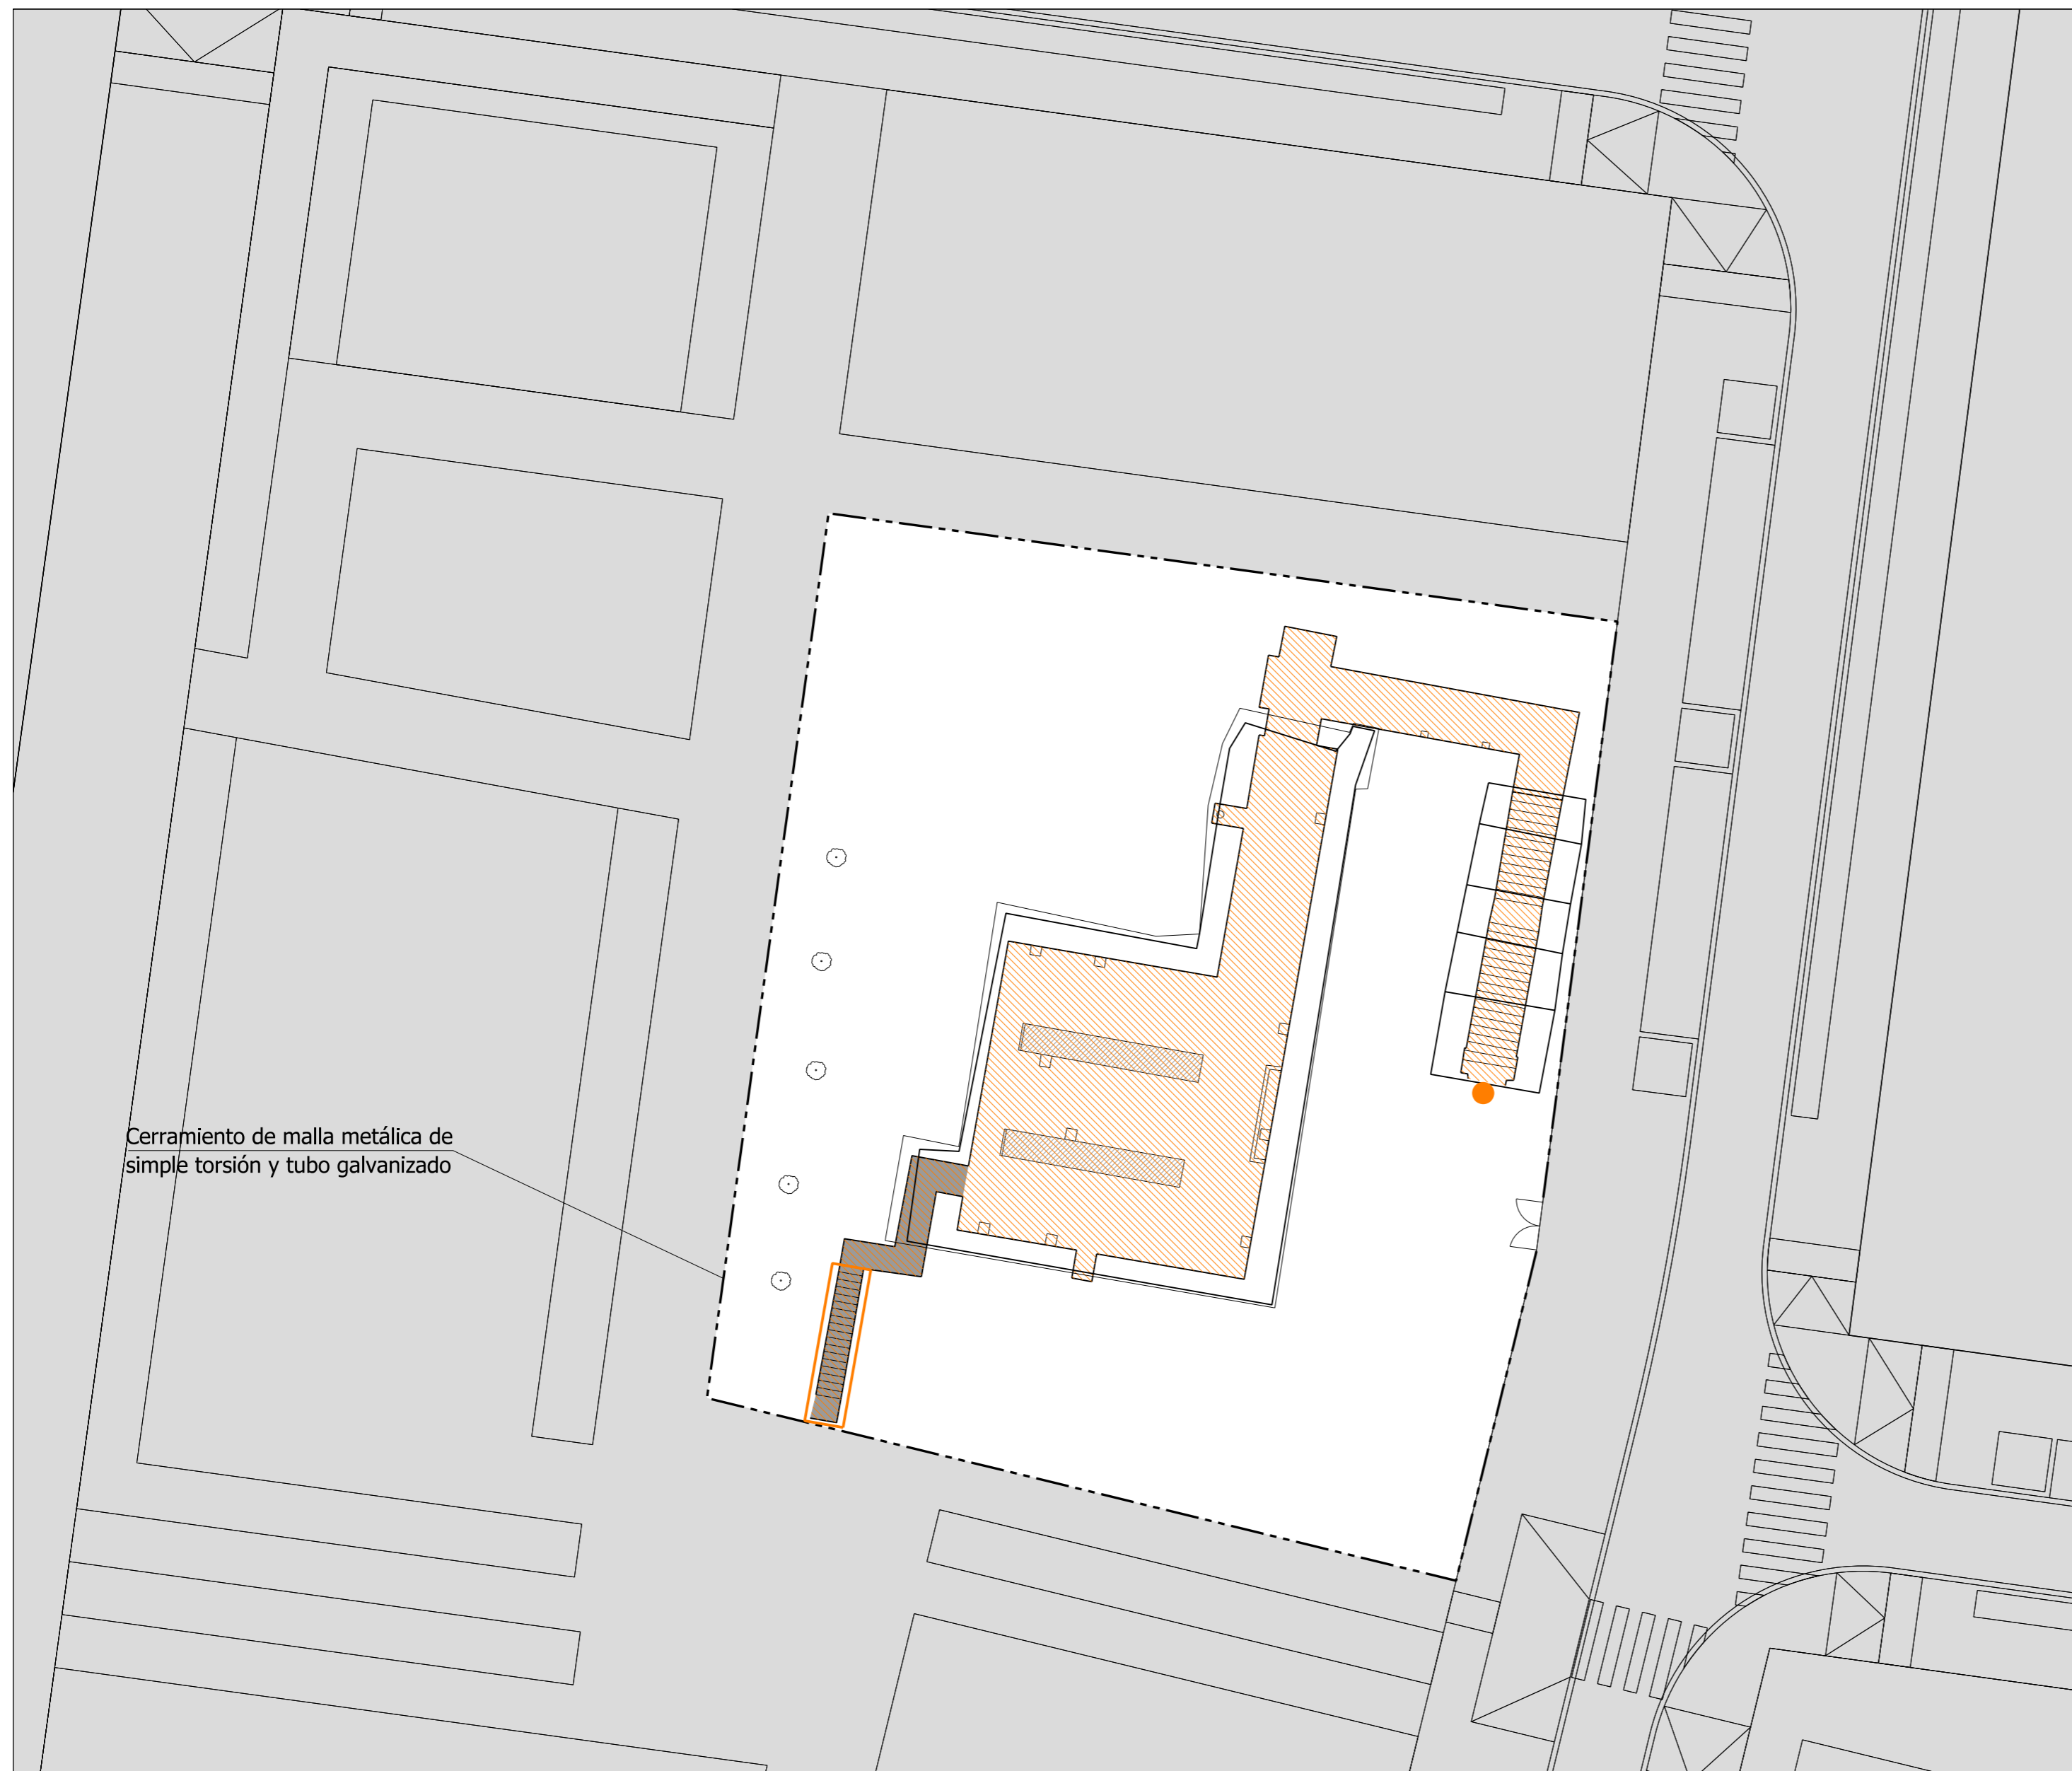 Cerramiento de malla metálica de
simple torsión y tubo galvanizado